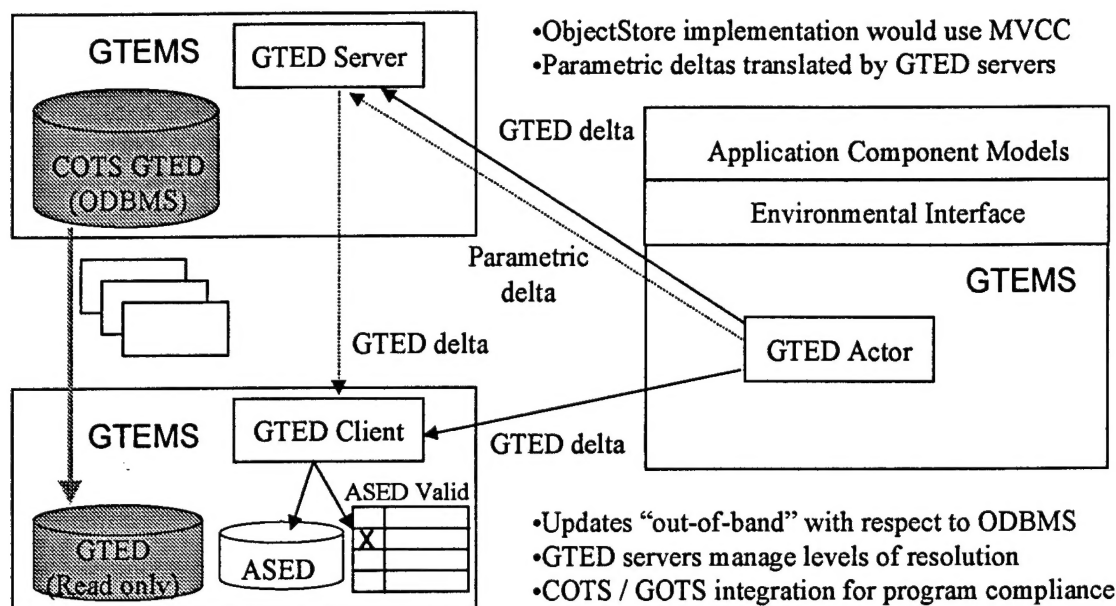 •ObjectStore implementation would use MVCC
•Parametric deltas translated by GTED servers
GTEMS
GTED Server
COTS GTED
(ODBMS)
GTED delta
Application Component Models
Environmental Interface
GTEMS
Parametric
delta
GTED Actor
GTED delta
GTEMS
GTED Client
GTED delta
ASED Valid
X
GTED
(Read only)
ASED
•Updates “out-of-band” with respect to ODBMS
•GTED servers manage levels of resolution
•COTS / GOTS integration for program compliance